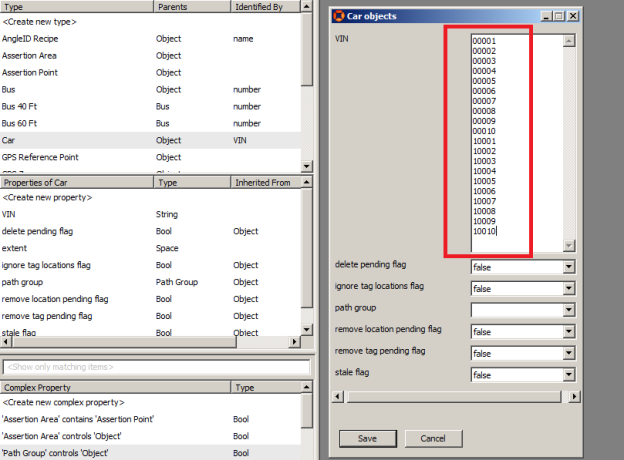 Type Parents Identified By
<Create new type>
AngleID Recipe Object name
Assertion Area Object
Assertion Point Object
Bus Object number
Bus 40 Ft Bus number
Bus 60 Ft Bus number
Car Object VIN
GPS Reference Point Object
Properties of Car Type Inherited From
<Create new property>
VIN String
delete pending flag Bool Object
extent Space
ignore tag locations flag Bool Object
path group Path Group Object
remove location pending flag Bool Object
remove tag pending flag Bool Object
stale flag Bool Object
<Show only matching items>
Complex Property Type
<Create new complex property>
'Assertion Area' contains 'Assertion Point' Bool
'Assertion Area' controls 'Object' Bool
'Path Group' controls 'Object' Bool
Car objects
VIN
00001
00002
00003
00004
00005
00006
00007
00008
00009
00010
10001
10002
10003
10004
10005
10006
10007
10008
10009
10010
delete pending flag false
ignore tag locations flag false
path group
remove location pending flag false
remove tag pending flag false
stale flag false
Save Cancel